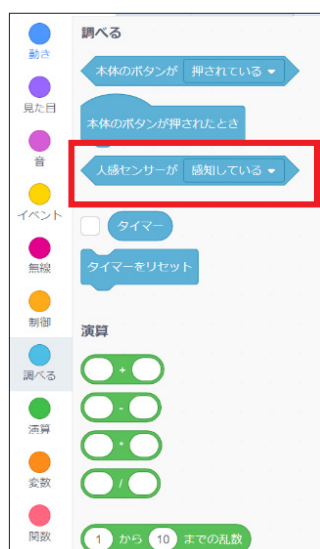 動き
見た目
音
イベント
無線
制御
調べる
演算
変数
関数
調べる
本体のボタンが 押されている
本体のボタンが押されたとき
人感センサーが 感知している
タイマー
タイマーをリセット
演算
+
-
*
/
1 から 10 までの乱数